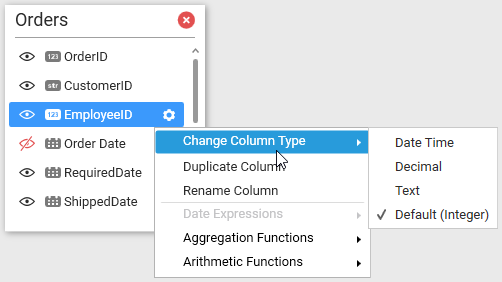 Orders
123 OrderID
str CustomerID
123 EmployeeID
Order Date
RequiredDate
ShippedDate
Change Column Type
Duplicate Column
Rename Column
Date Expressions
Aggregation Functions
Arithmetic Functions
Date Time
Decimal
Text
Default (Integer)